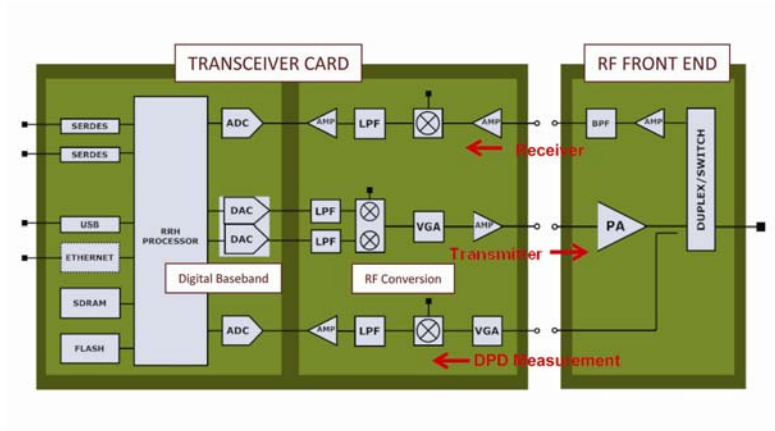 TRANSCEIVER CARD
RF FRONT END
SERDES
ADC
AMP
LPF
AMP
BPF
AMP
SERDES
Receiver
DUPLEX/SWITCH
RRH
PROCESSOR
DAC
LPF
USB
VGA
AMP
PA
DAC
LPF
ETHERNET
Transmitter
Digital Baseband
RF Conversion
SDRAM
ADC
AMP
LPF
VGA
FLASH
DPD Measurement